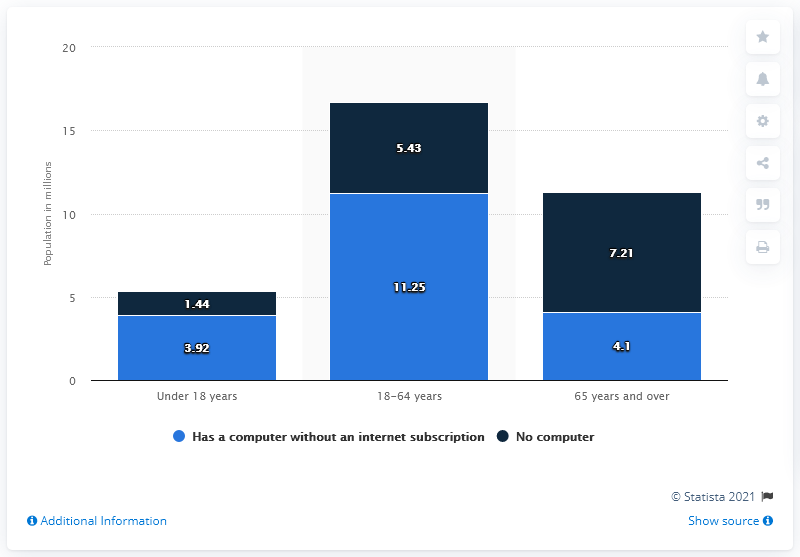 20
15
10
5
0
Population in millions
5.43
11.25
7.21
4.1
1.44
3.92
Under 18 years
18-64 years
65 years and over
Has a computer without an internet subscription
No computer
© Statista 2021
Additional Information
Show source